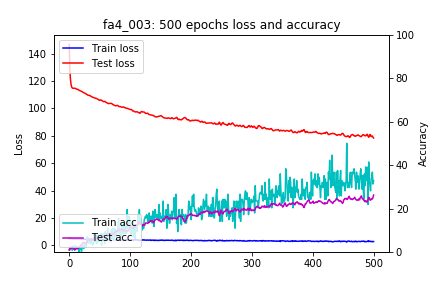 fa4_003: 500 epochs loss and accuracy
Train loss
Test loss
Train acc
Test acc
Loss
Accuracy
140
120
100
80
60
40
20
0
100
80
60
40
20
0
0
100
200
300
400
500